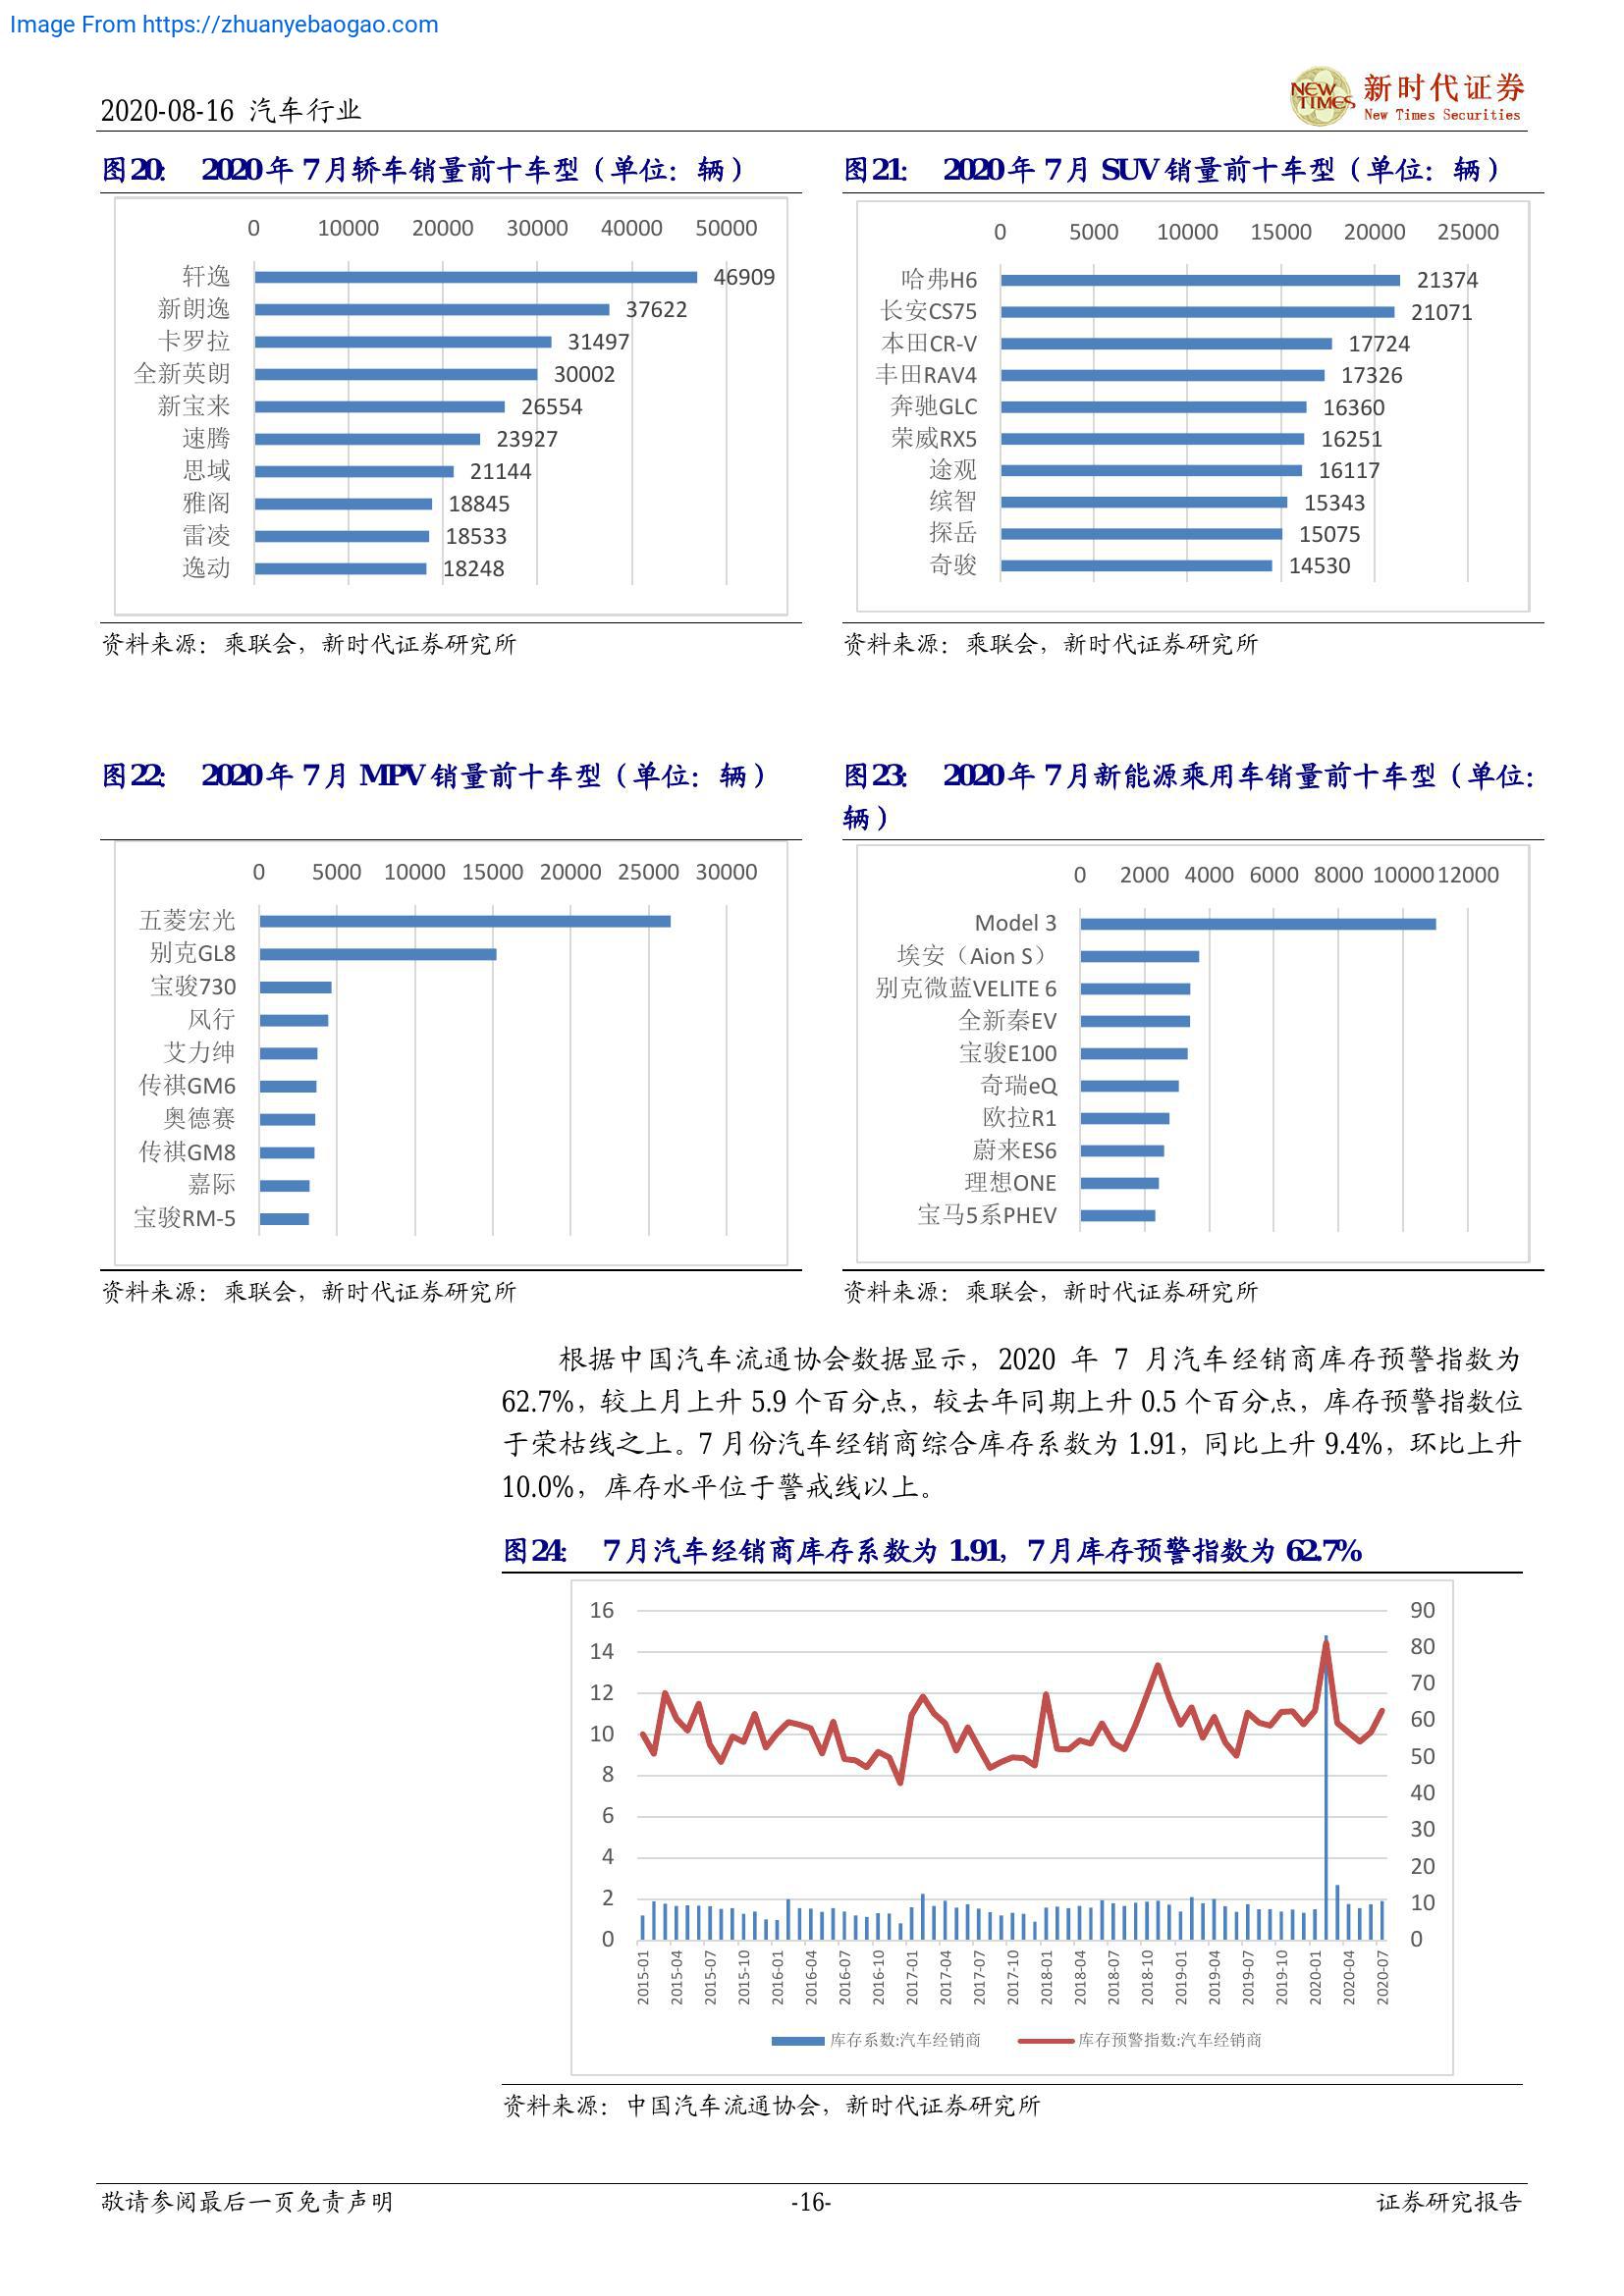 Image From https://zhuanyebaogao.com
2020-08-16 汽车行业
NEW TIMES
新时代证券
New Times Securities
图20: 2020年7月轿车销量前十车型（单位：辆）
0 10000 20000 30000 40000 50000
轩逸 46909
新朗逸 37622
卡罗拉 31497
全新英朗 30002
新宝来 26554
速腾 23927
思域 21144
雅阁 18845
雷凌 18533
逸动 18248
资料来源：乘联会，新时代证券研究所
图21: 2020年7月SUV销量前十车型（单位：辆）
0 5000 10000 15000 20000 25000
哈弗H6 21374
长安CS75 21071
本田CR-V 17724
丰田RAV4 17326
奔驰GLC 16360
荣威RX5 16251
途观 16117
缤智 15343
探岳 15075
奇骏 14530
资料来源：乘联会，新时代证券研究所
图22: 2020年7月MPV销量前十车型（单位：辆）
0 5000 10000 15000 20000 25000 30000
五菱宏光
别克GL8
宝骏730
风行
艾力绅
传祺GM6
奥德赛
传祺GM8
嘉际
宝骏RM-5
资料来源：乘联会，新时代证券研究所
图23: 2020年7月新能源乘用车销量前十车型（单位：
辆）
0 2000 4000 6000 8000 10000 12000
Model 3
埃安（Aion S）
别克微蓝VELITE 6
全新秦EV
宝骏E100
奇瑞eQ
欧拉R1
蔚来ES6
理想ONE
宝马5系PHEV
资料来源：乘联会，新时代证券研究所
根据中国汽车流通协会数据显示，2020 年 7 月汽车经销商库存预警指数为
62.7%，较上月上升 5.9 个百分点，较去年同期上升 0.5 个百分点，库存预警指数位
于荣枯线之上。7 月份汽车经销商综合库存系数为 1.91，同比上升 9.4%，环比上升
10.0%，库存水平位于警戒线以上。
图24: 7月汽车经销商库存系数为 1.91，7月库存预警指数为 62.7%
16 90
14 80
12 70
10 60
8 50
6 40
4 30
2 20
0 10
0
2015-01 2015-04 2015-07 2015-10 2016-01 2016-04 2016-07 2016-10 2017-01 2017-04 2017-07 2017-10 2018-01 2018-04 2018-07 2018-10 2019-01 2019-04 2019-07 2019-10 2020-01 2020-04 2020-07
库存系数:汽车经销商 库存预警指数:汽车经销商
资料来源：中国汽车流通协会，新时代证券研究所
敬请参阅最后一页免责声明 -16- 证券研究报告